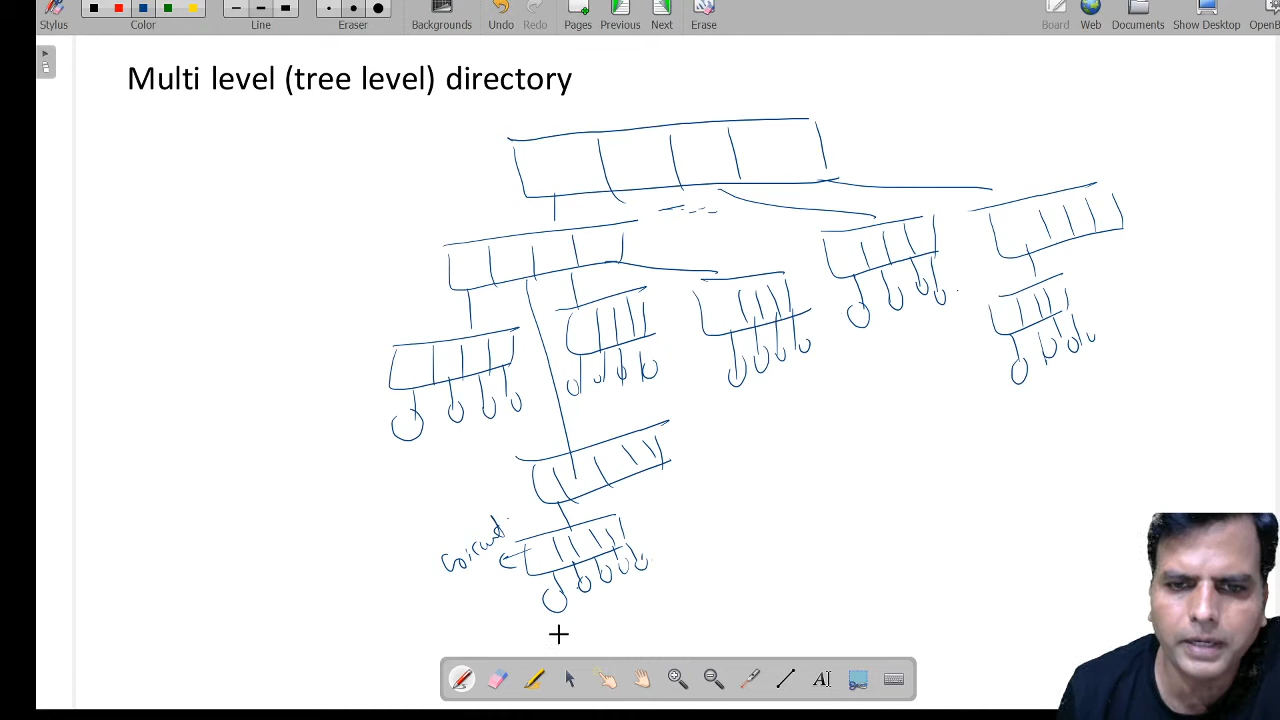 Stylus Color Line Eraser Backgrounds Undo Redo Pages Previous Next Erase Board Web Documents Show Desktop OpenB
Multi level (tree level) directory